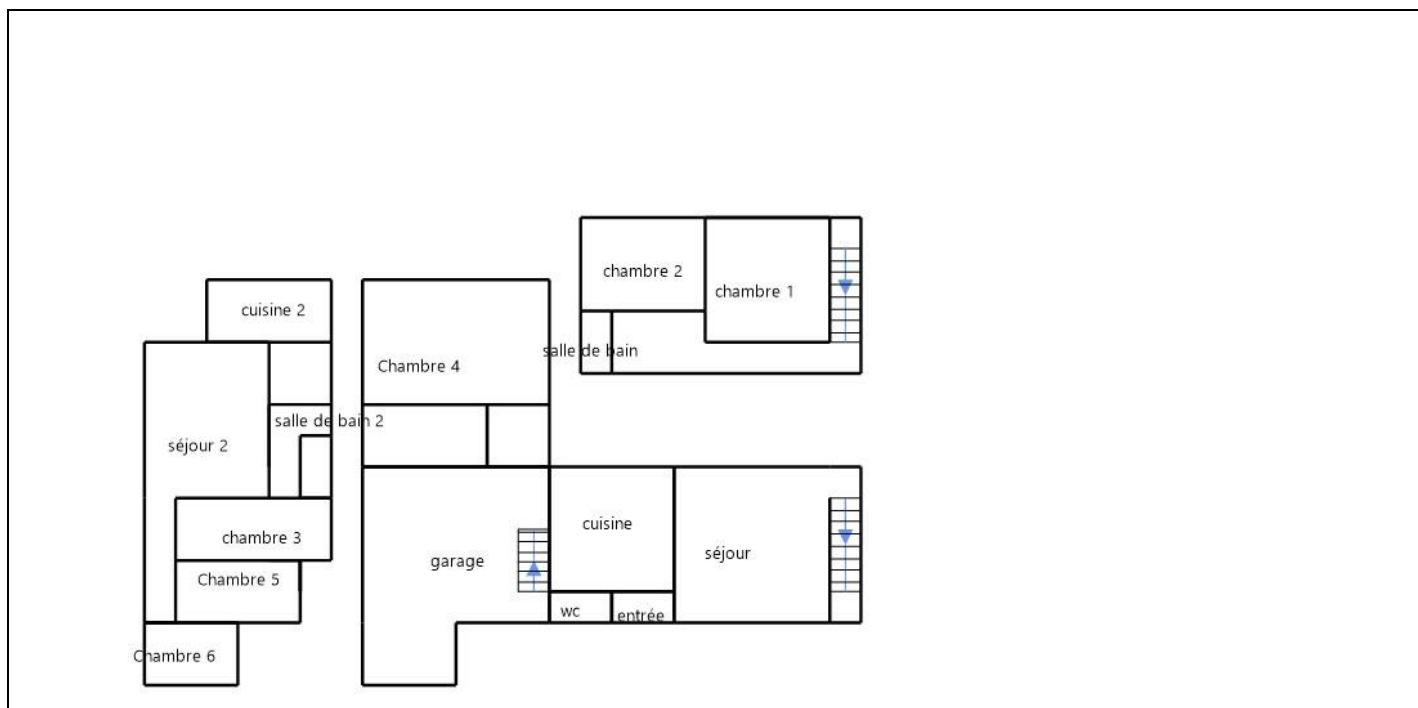 chambre 2
chambre 1
cuisine 2
salle de bain
Chambre 4
salle de bain 2
séjour 2
cuisine
chambre 3
séjour
garage
Chambre 5
wc
entrée
Chambre 6